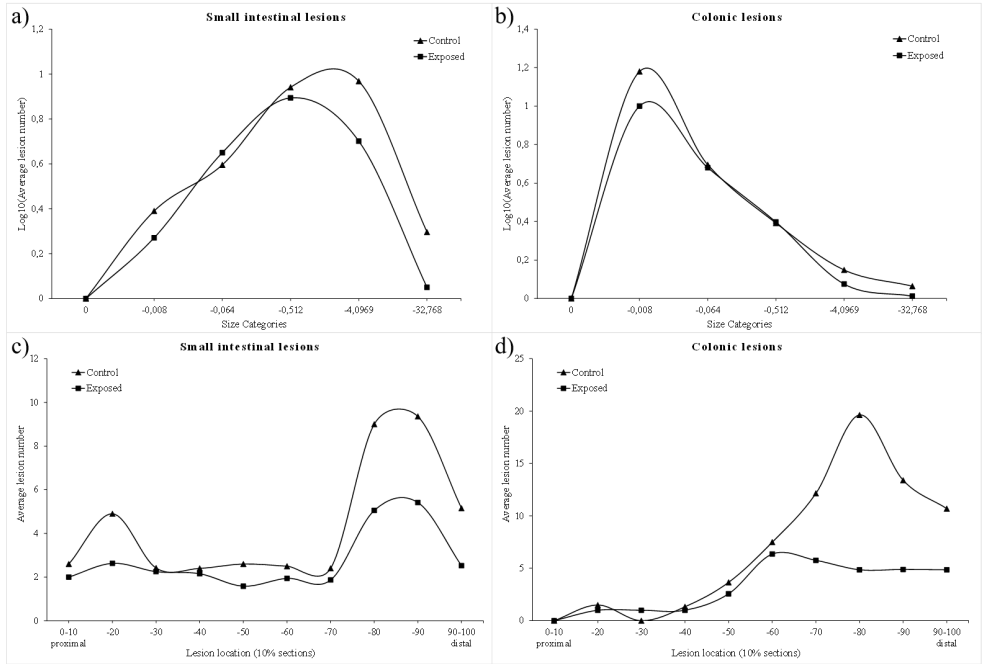 a)
Small intestinal lesions
Control
Exposed
Log10(Average lesion number)
1,2
1
0,8
0,6
0,4
0,2
0
0 -0,008 -0,064 -0,512 -4,0969 -32,768
Size Categories
b)
Colonic lesions
Control
Exposed
Log10(Average lesion number)
1,4
1,2
1
0,8
0,6
0,4
0,2
0
0 -0,008 -0,064 -0,512 -4,0969 -32,768
Size Categories
c)
Small intestinal lesions
Control
Exposed
Average lesion number
12
10
8
6
4
2
0
0-10 -20 -30 -40 -50 -60 -70 -80 -90 90-100
proximal distal
Lesion location (10% sections)
d)
Colonic lesions
Control
Exposed
Average lesion number
25
20
15
10
5
0
0-10 -20 -30 -40 -50 -60 -70 -80 -90 90-100
proximal distal
Lesion location (10% sections)